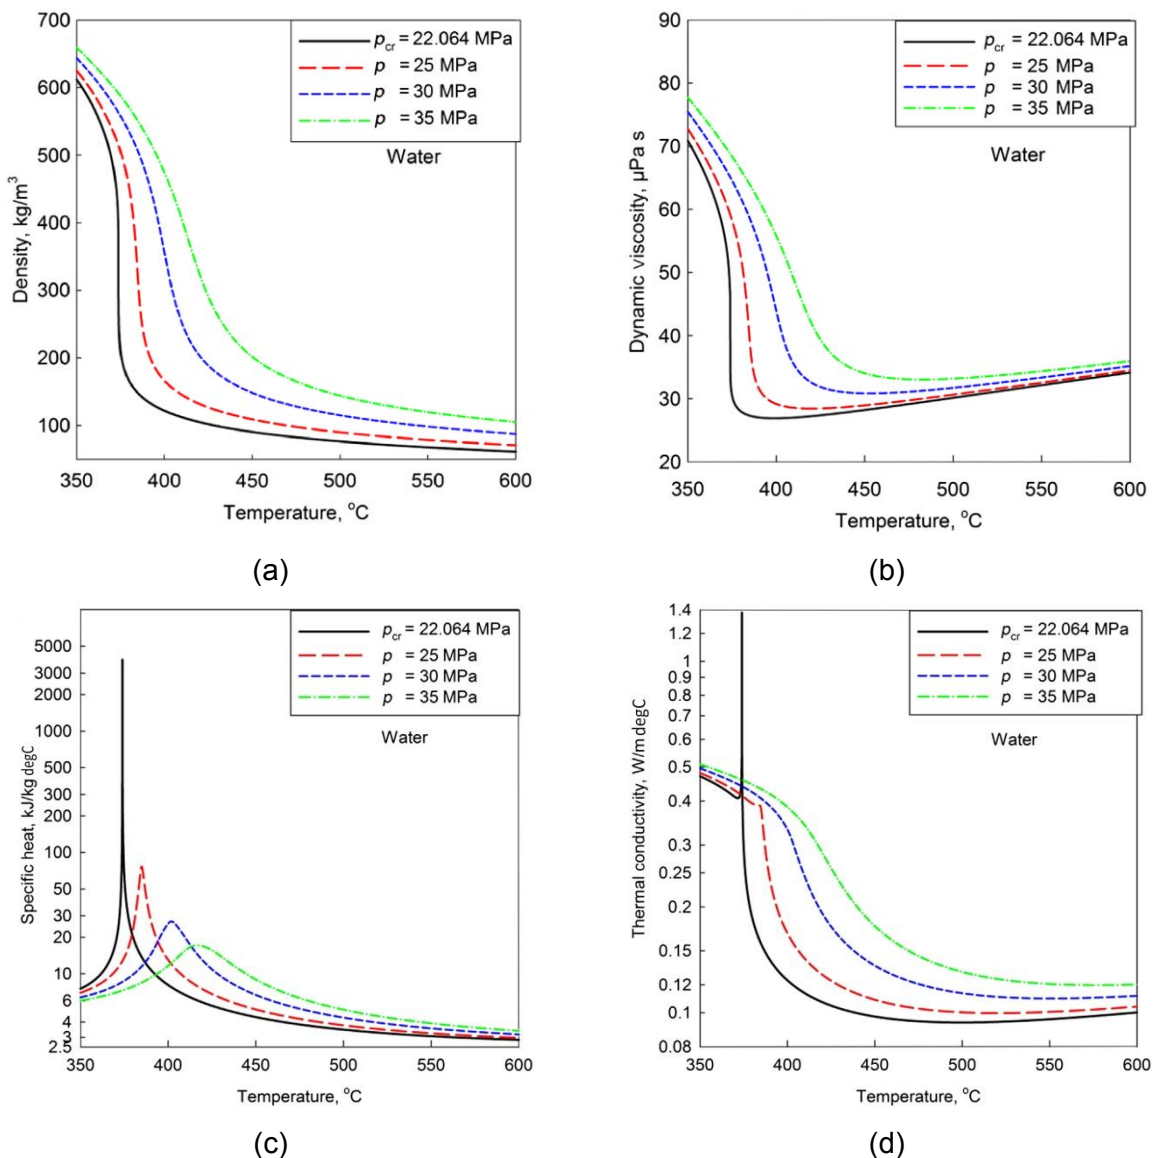 700
600
500
400
300
200
100
350
400
450
500
550
600
Density, kg/m³
Temperature, °C
p_cr = 22.064 MPa
p = 25 MPa
p = 30 MPa
p = 35 MPa
Water
(a)
90
80
70
60
50
40
30
20
350
400
450
500
550
600
Dynamic viscosity, µPa s
Temperature, °C
p_cr = 22.064 MPa
p = 25 MPa
p = 30 MPa
p = 35 MPa
Water
(b)
5000
3000
2000
1000
500
300
200
100
50
30
20
10
6
4
3
2.5
350
400
450
500
550
600
Specific heat, kJ/kg degC
Temperature, °C
p_cr = 22.064 MPa
p = 25 MPa
p = 30 MPa
p = 35 MPa
Water
(c)
1.4
1.2
1
0.9
0.8
0.7
0.6
0.5
0.4
0.3
0.25
0.2
0.15
0.12
0.1
0.08
350
400
450
500
550
600
Thermal conductivity, W/m degC
Temperature, °C
p_cr = 22.064 MPa
p = 25 MPa
p = 30 MPa
p = 35 MPa
Water
(d)